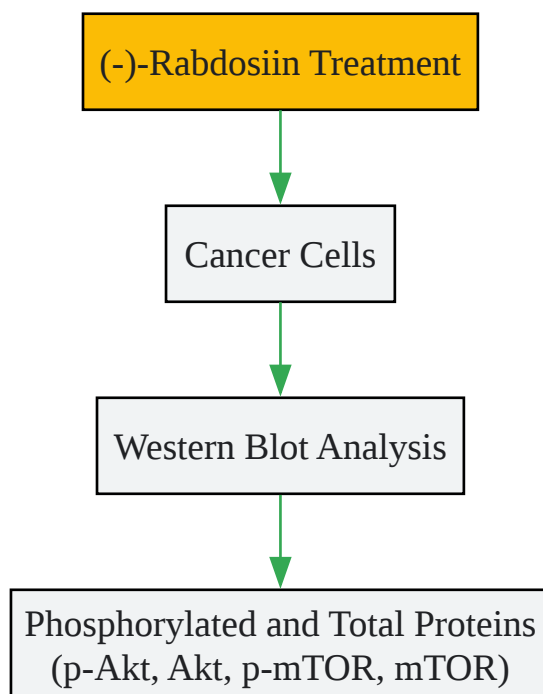 (-)-Rabdosiin Treatment
Cancer Cells
Western Blot Analysis
Phosphorylated and Total Proteins
(p-Akt, Akt, p-mTOR, mTOR)